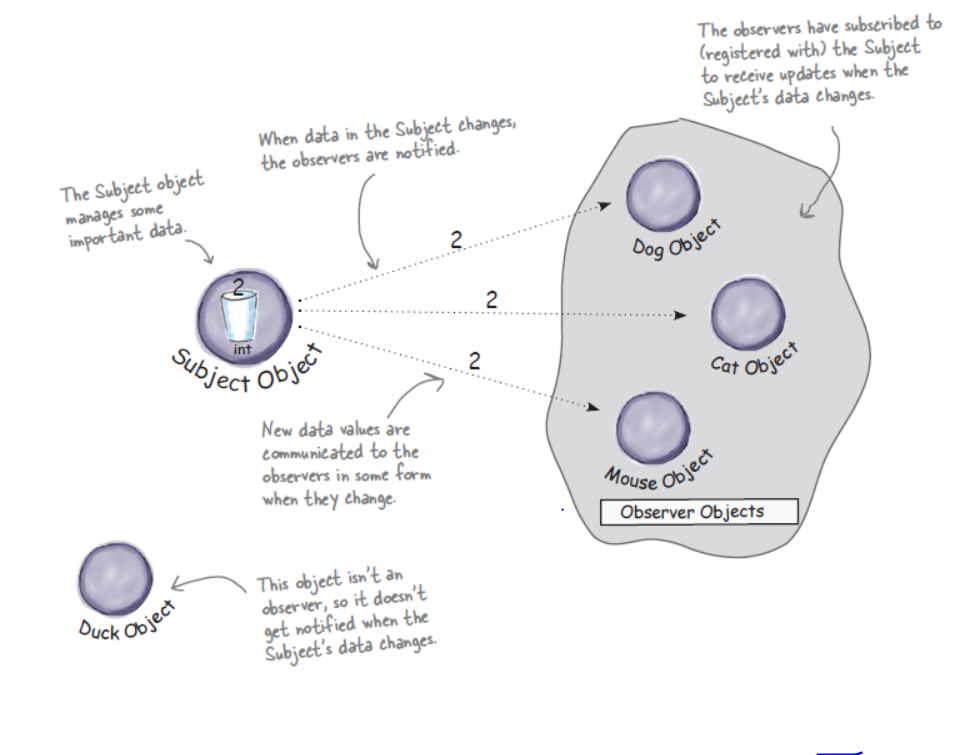 The observers have subscribed to
(registered with) the Subject
to receive updates when the
Subject's data changes.
When data in the Subject changes,
the observers are notified.
The Subject object
manages some
important data.
2
int
Subject Object
2
2
2
Dog Object
Cat Object
Mouse Object
Observer Objects
New data values are
communicated to the
observers in some form
when they change.
Duck Object
This object isn't an
observer, so it doesn't
get notified when the
Subject's data changes.